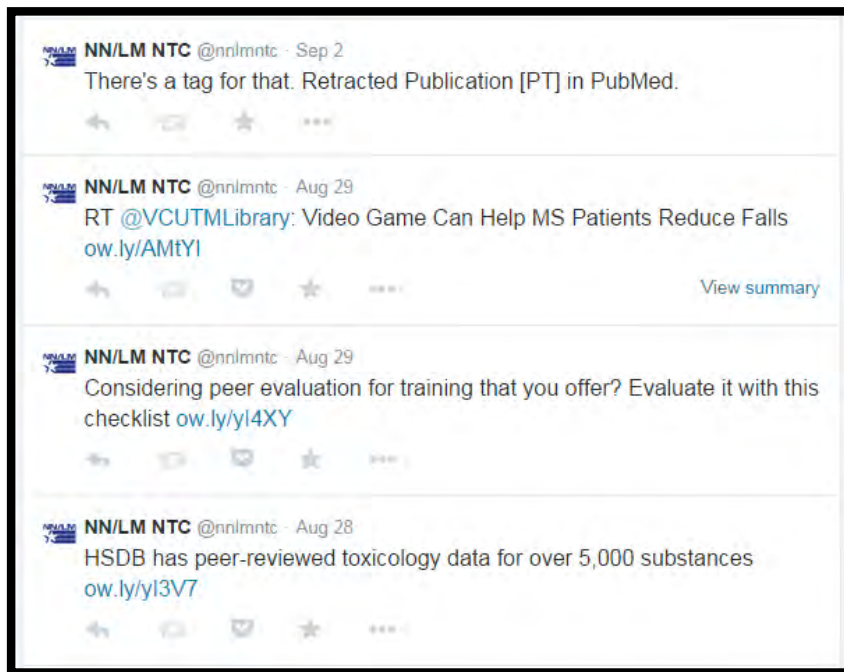 NN/LM NTC @nnlmntc · Sep 2
There's a tag for that. Retracted Publication [PT] in PubMed.
NN/LM NTC @nnlmntc · Aug 29
RT @VCUTMLibrary: Video Game Can Help MS Patients Reduce Falls
ow.ly/AMtYI
View summary
NN/LM NTC @nnlmntc · Aug 29
Considering peer evaluation for training that you offer? Evaluate it with this
checklist ow.ly/yI4XY
NN/LM NTC @nnlmntc · Aug 28
HSDB has peer-reviewed toxicology data for over 5,000 substances
ow.ly/yI3V7